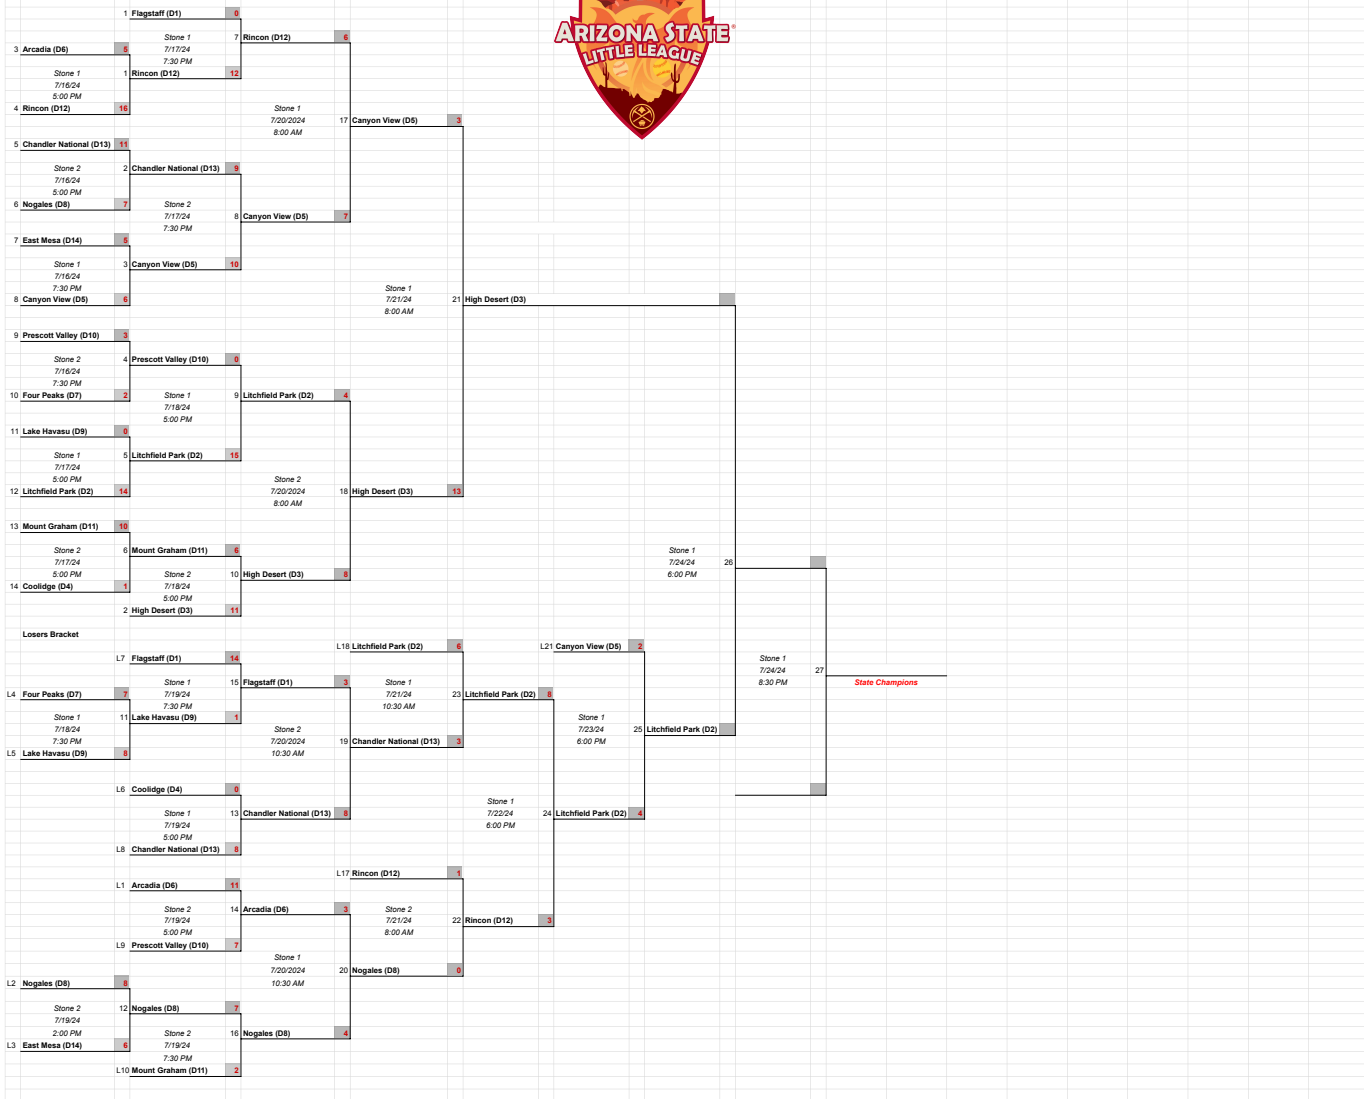 ARIZONA STATE
LITTLE LEAGUE
®
1 Flagstaff (D1) 0
Stone 1
7/17/24
7:30 PM
7 Rincon (D12) 6
3 Arcadia (D6) 5
Stone 1
7/16/24
5:00 PM
1 Rincon (D12) 12
4 Rincon (D12) 16
Stone 1
7/20/2024
8:00 AM
17 Canyon View (D5) 3
5 Chandler National (D13) 11
Stone 2
7/16/24
5:00 PM
2 Chandler National (D13) 9
6 Nogales (D8) 7
Stone 2
7/17/24
7:30 PM
8 Canyon View (D5) 7
7 East Mesa (D14) 5
Stone 1
7/16/24
7:30 PM
3 Canyon View (D5) 10
8 Canyon View (D5) 6
Stone 1
7/21/24
8:00 AM
21 High Desert (D3)
9 Prescott Valley (D10) 3
Stone 2
7/16/24
7:30 PM
4 Prescott Valley (D10) 0
10 Four Peaks (D7) 2
Stone 1
7/18/24
5:00 PM
9 Litchfield Park (D2) 4
11 Lake Havasu (D9) 0
Stone 1
7/17/24
5:00 PM
5 Litchfield Park (D2) 15
12 Litchfield Park (D2) 14
Stone 2
7/20/2024
8:00 AM
18 High Desert (D3) 13
13 Mount Graham (D11) 10
Stone 2
7/17/24
5:00 PM
6 Mount Graham (D11) 6
14 Coolidge (D4) 1
Stone 2
7/18/24
5:00 PM
10 High Desert (D3) 8
2 High Desert (D3) 11
Stone 1
7/24/24
6:00 PM
26
Losers Bracket
L7 Flagstaff (D1) 14
Stone 1
7/19/24
7:30 PM
15 Flagstaff (D1) 3
L4 Four Peaks (D7) 7
Stone 1
7/18/24
7:30 PM
11 Lake Havasu (D9) 1
L5 Lake Havasu (D9) 8
L18 Litchfield Park (D2) 6
Stone 1
7/21/24
10:30 AM
23 Litchfield Park (D2) 8
Stone 2
7/20/2024
10:30 AM
19 Chandler National (D13) 3
L21 Canyon View (D5) 2
Stone 1
7/23/24
6:00 PM
25 Litchfield Park (D2)
Stone 1
7/24/24
8:30 PM
27
State Champions
L6 Coolidge (D4) 0
Stone 1
7/19/24
5:00 PM
13 Chandler National (D13) 8
L8 Chandler National (D13) 8
Stone 1
7/22/24
6:00 PM
24 Litchfield Park (D2) 4
L17 Rincon (D12) 1
L1 Arcadia (D6) 11
Stone 2
7/19/24
5:00 PM
14 Arcadia (D6) 3
L9 Prescott Valley (D10) 7
Stone 2
7/21/24
8:00 AM
22 Rincon (D12) 3
Stone 1
7/20/2024
10:30 AM
20 Nogales (D8) 0
L2 Nogales (D8) 8
Stone 2
7/19/24
2:00 PM
12 Nogales (D8) 7
L3 East Mesa (D14) 6
Stone 2
7/19/24
7:30 PM
16 Nogales (D8) 4
L10 Mount Graham (D11) 2